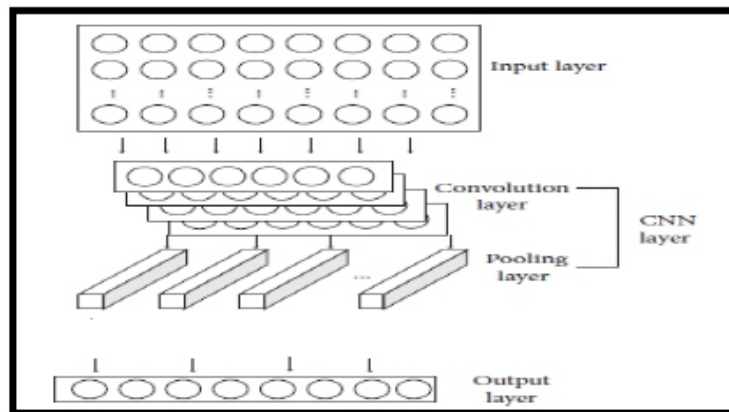 Input layer
Convolution
layer
CNN
layer
Pooling
layer
...
Output
layer